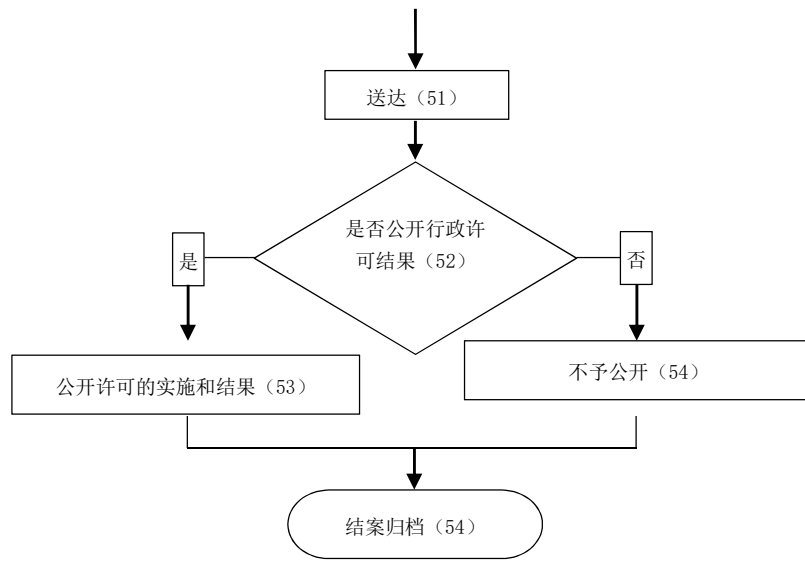 送达（51）
是否公开行政许
可结果（52）
是
否
公开许可的实施和结果（53）
不予公开（54）
结案归档（54）